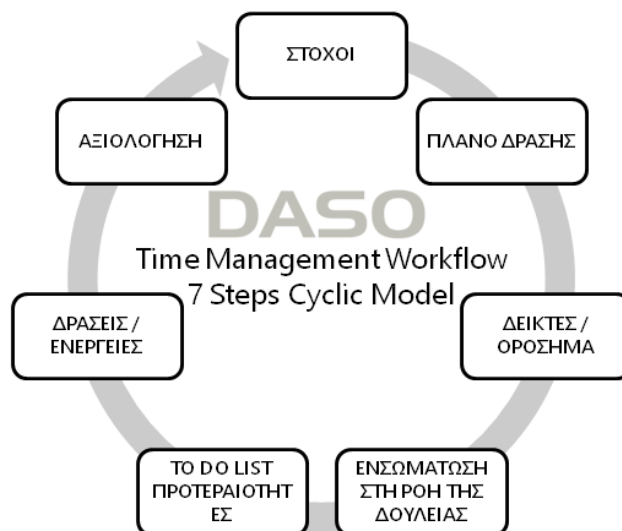 ΣΤΟΧΟΙ
ΠΛΑΝΟ ΔΡΑΣΗΣ
ΔΕΙΚΤΕΣ /
ΟΡΟΣΗΜΑ
ΕΝΣΩΜΑΤΩΣΗ
ΣΤΗ ΡΟΗ ΤΗΣ
ΔΟΥΛΕΙΑΣ
TO DO LIST
ΠΡΟΤΕΡΑΙΟΤΗΤ
ΕΣ
ΔΡΑΣΕΙΣ /
ΕΝΕΡΓΕΙΕΣ
ΑΞΙΟΛΟΓΗΣΗ
DASO
Time Management Workflow
7 Steps Cyclic Model